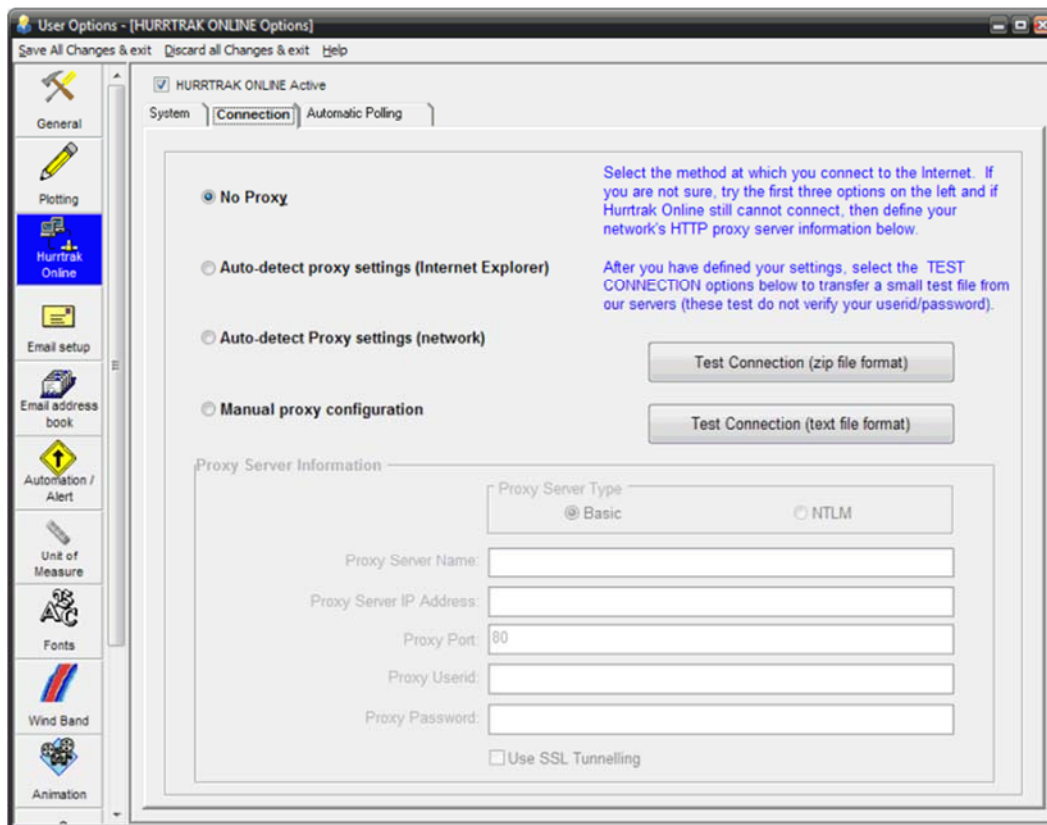 User Options - [HURRTRAK ONLINE Options]
Save All Changes & exit Discard all Changes & exit Help
General
Plotting
Hurrtrak
Online
Email setup
Email address
book
Automation /
Alert
Unit of
Measure
Fonts
Wind Band
Animation
HURRTRAK ONLINE Active
System Connection Automatic Polling
No Proxy
Auto-detect proxy settings (Internet Explorer)
Auto-detect Proxy settings (network)
Manual proxy configuration
Select the method at which you connect to the Internet. If
you are not sure, try the first three options on the left and if
Hurrtrak Online still cannot connect, then define your
network's HTTP proxy server information below.
After you have defined your settings, select the TEST
CONNECTION options below to transfer a small test file from
our servers (these test do not verify your userid/password).
Test Connection (zip file format)
Test Connection (text file format)
Proxy Server Information
Proxy Server Type
Basic NTLM
Proxy Server Name:
Proxy Server IP Address:
Proxy Port: 80
Proxy Userid:
Proxy Password:
Use SSL Tunnelling